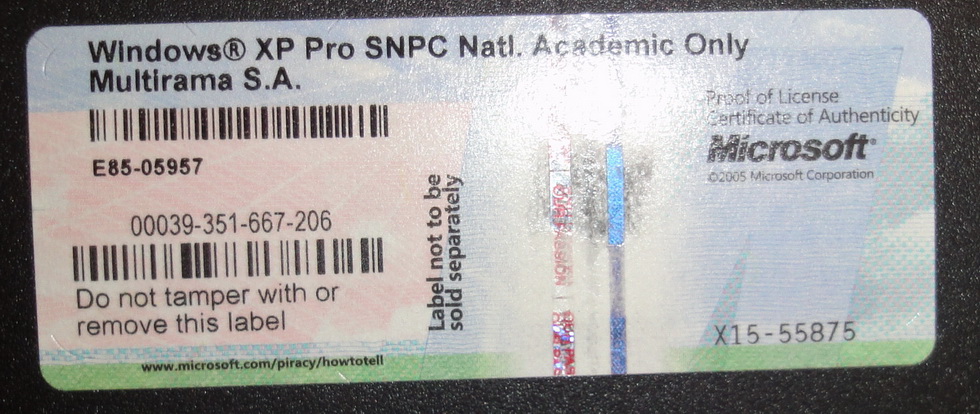 Windows® XP Pro SNPC Natl. Academic Only
Multirama S.A.
E85-05957
00039-351-667-206
Do not tamper with or
remove this label
www.microsoft.com/piracy/howtotell
Label not to be
sold separately
Proof of License
Certificate of Authenticity
Microsoft®
©2005 Microsoft Corporation
X15-55875